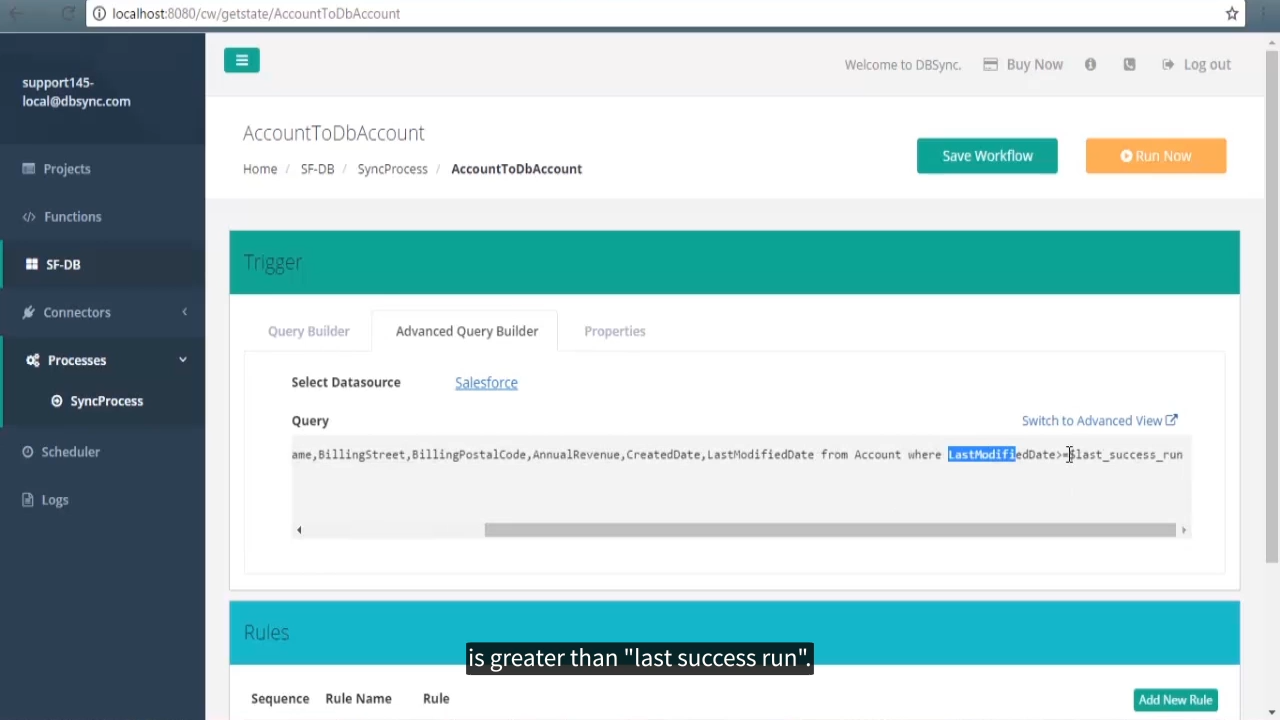 localhost:8080/cw/getstate/AccountToDbAccount
support145-
local@dbsync.com
Projects
Functions
SF-DB
Connectors
Processes
SyncProcess
Scheduler
Logs
Welcome to DBSync.
Buy Now
Log out
AccountToDbAccount
Home / SF-DB / SyncProcess / AccountToDbAccount
Save Workflow
Run Now
Trigger
Query Builder
Advanced Query Builder
Properties
Select Datasource
Salesforce
Query
Switch to Advanced View
ame,BillingStreet,BillingPostalCode,AnnualRevenue,CreatedDate,LastModifiedDate from Account where LastModifiedDate>=$last_success_run
Rules
is greater than "last success run".
Sequence
Rule Name
Rule
Add New Rule